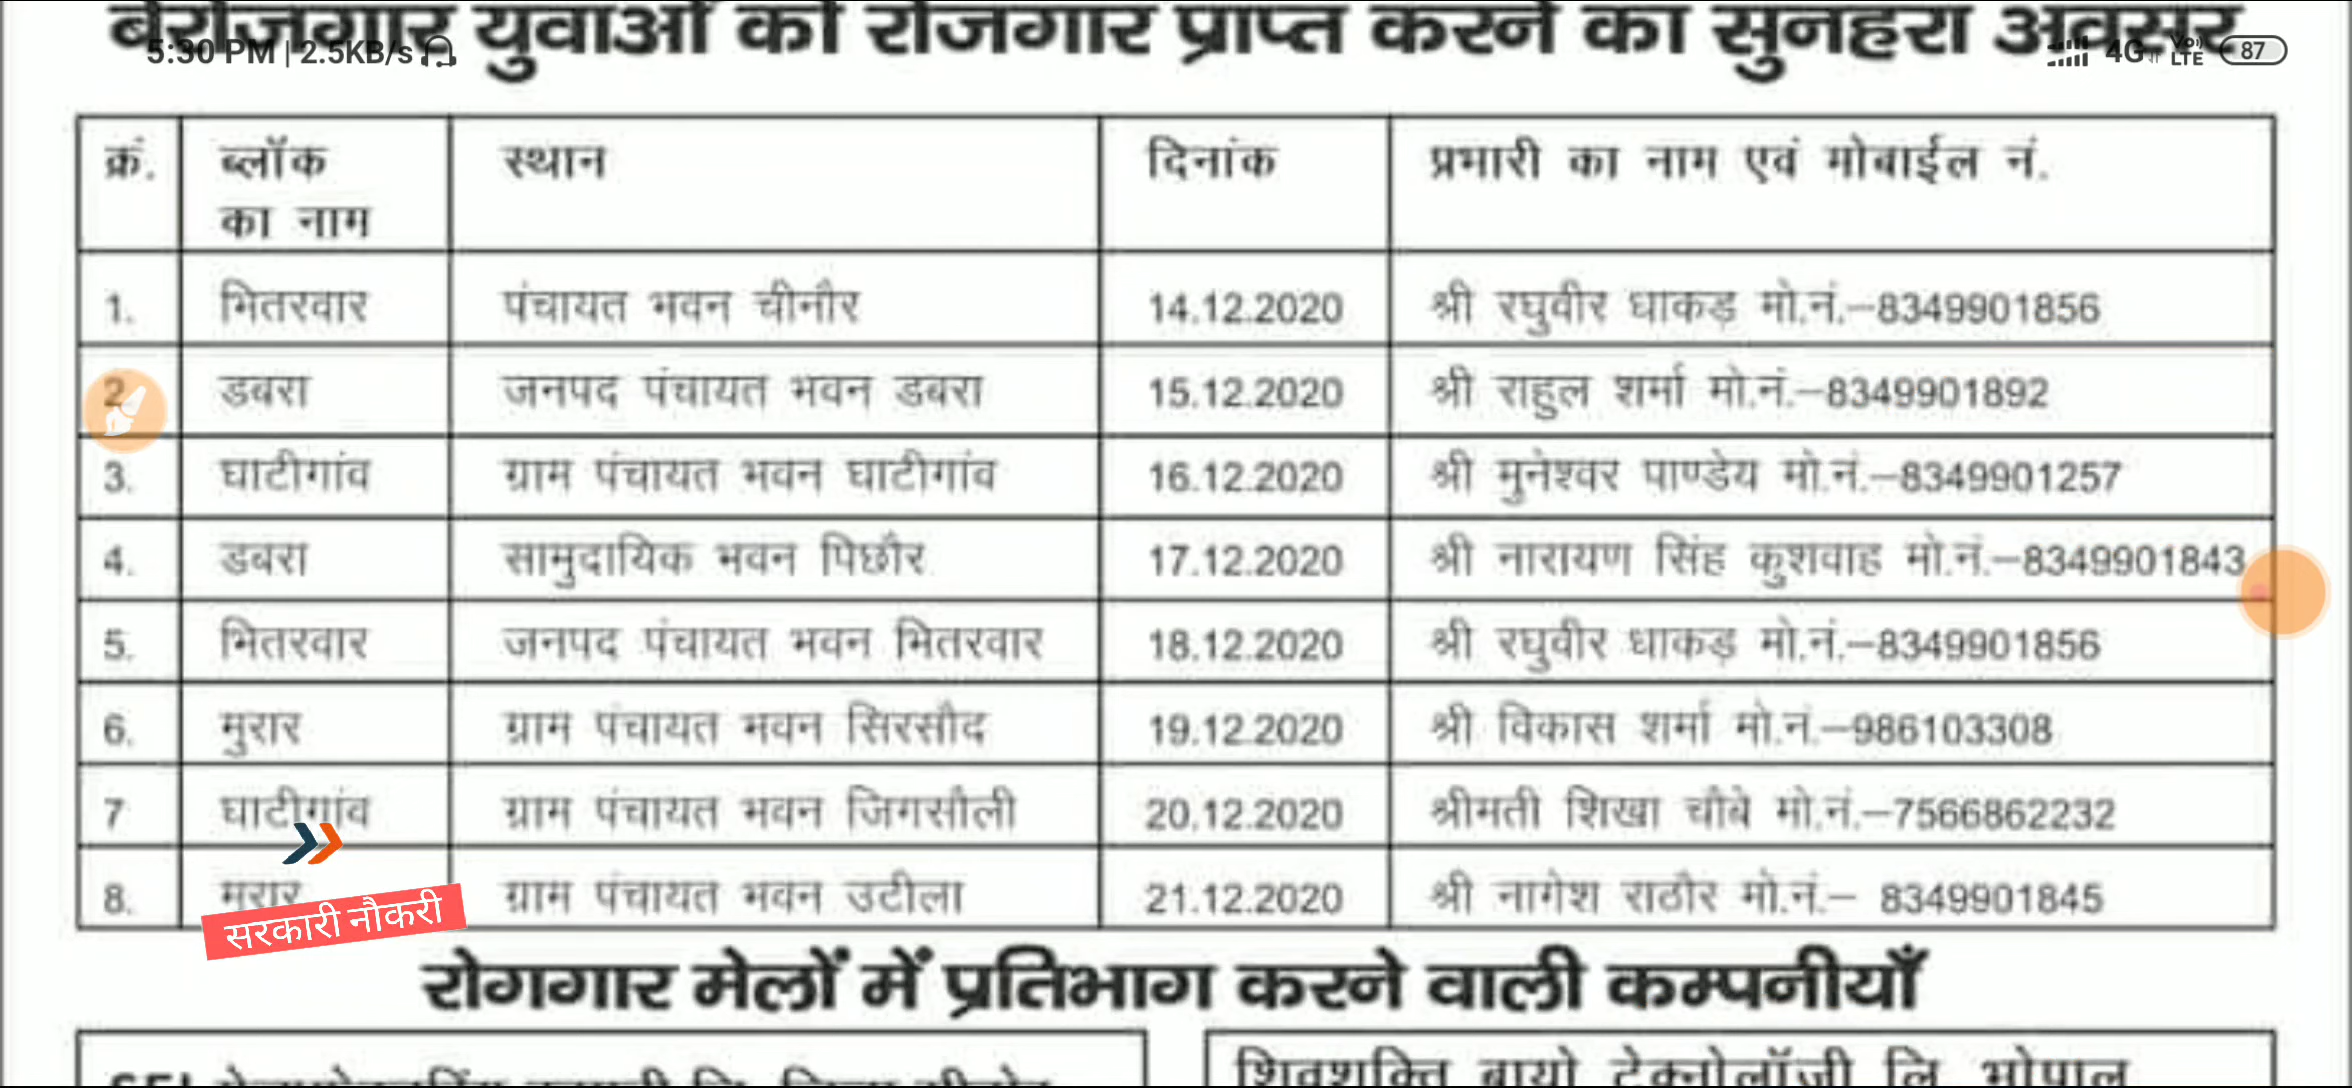 बेरोजगार युवाओं को रोजगार प्राप्त करने का सुनहरा अवसर
5:30 PM | 2.5KB/s 4G VoLTE 87
क्रं. ब्लॉक का नाम स्थान दिनांक प्रभारी का नाम एवं मोबाईल नं.
1. भितरवार पंचायत भवन चीनौर 14.12.2020 श्री रघुवीर धाकड़ मो.नं.–8349901856
2. डबरा जनपद पंचायत भवन डबरा 15.12.2020 श्री राहुल शर्मा मो.नं.–8349901892
3. घाटीगांव ग्राम पंचायत भवन घाटीगांव 16.12.2020 श्री मुनेश्वर पाण्डेय मो.नं.–8349901257
4. डबरा सामुदायिक भवन पिछौर 17.12.2020 श्री नारायण सिंह कुशवाह मो.नं.–8349901843
5. भितरवार जनपद पंचायत भवन भितरवार 18.12.2020 श्री रघुवीर धाकड़ मो.नं.–8349901856
6. मुरार ग्राम पंचायत भवन सिरसौद 19.12.2020 श्री विकास शर्मा मो.नं.–986103308
7 घाटीगांव ग्राम पंचायत भवन जिगसौली 20.12.2020 श्रीमती शिखा चौबे मो.नं.–7566862232
8. मुरार ग्राम पंचायत भवन उटीला 21.12.2020 श्री नागेश राठौर मो.नं.– 8349901845
सरकारी नौकरी
रोगगार मेलों में प्रतिभाग करने वाली कम्पनीयाँ
शिवशक्ति बायो टेक्नोलॉजी लि. भोपाल